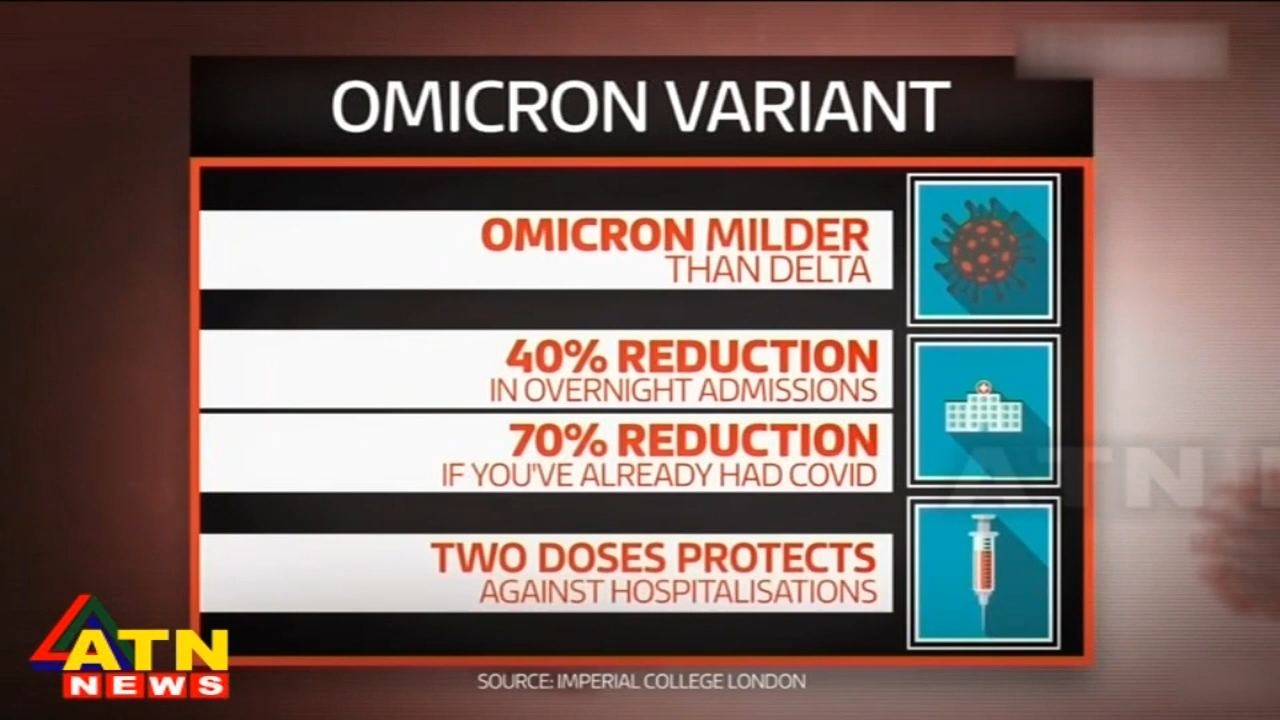 OMICRON VARIANT
OMICRON MILDER
THAN DELTA
40% REDUCTION
IN OVERNIGHT ADMISSIONS
70% REDUCTION
IF YOU'VE ALREADY HAD COVID
TWO DOSES PROTECTS
AGAINST HOSPITALISATIONS
SOURCE: IMPERIAL COLLEGE LONDON
ATN
NEWS
ATN